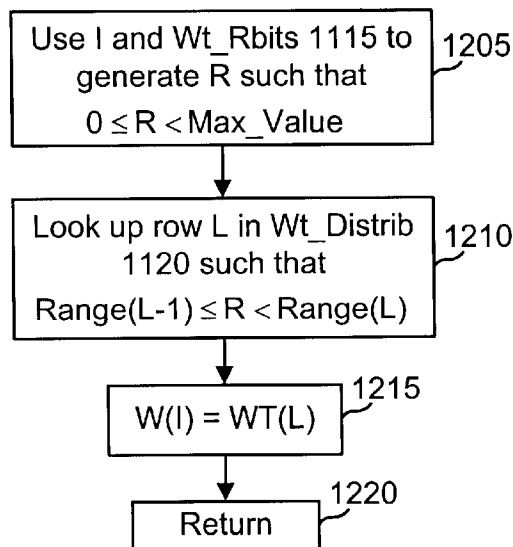 Use I and Wt_Rbits 1115 to
generate R such that
0 ≤ R < Max_Value
1205
Look up row L in Wt_Distrib
1120 such that
Range(L-1) ≤ R < Range(L)
1210
W(I) = WT(L)
1215
Return
1220